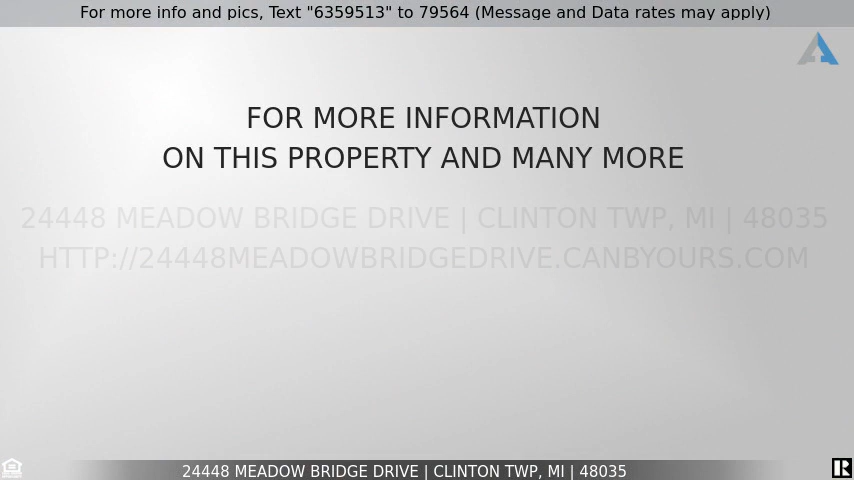 For more info and pics, Text "6359513" to 79564 (Message and Data rates may apply)
FOR MORE INFORMATION
ON THIS PROPERTY AND MANY MORE
24448 MEADOW BRIDGE DRIVE | CLINTON TWP, MI | 48035
HTTP://24448MEADOWBRIDGEDRIVE.CANBYOURS.COM
24448 MEADOW BRIDGE DRIVE | CLINTON TWP, MI | 48035